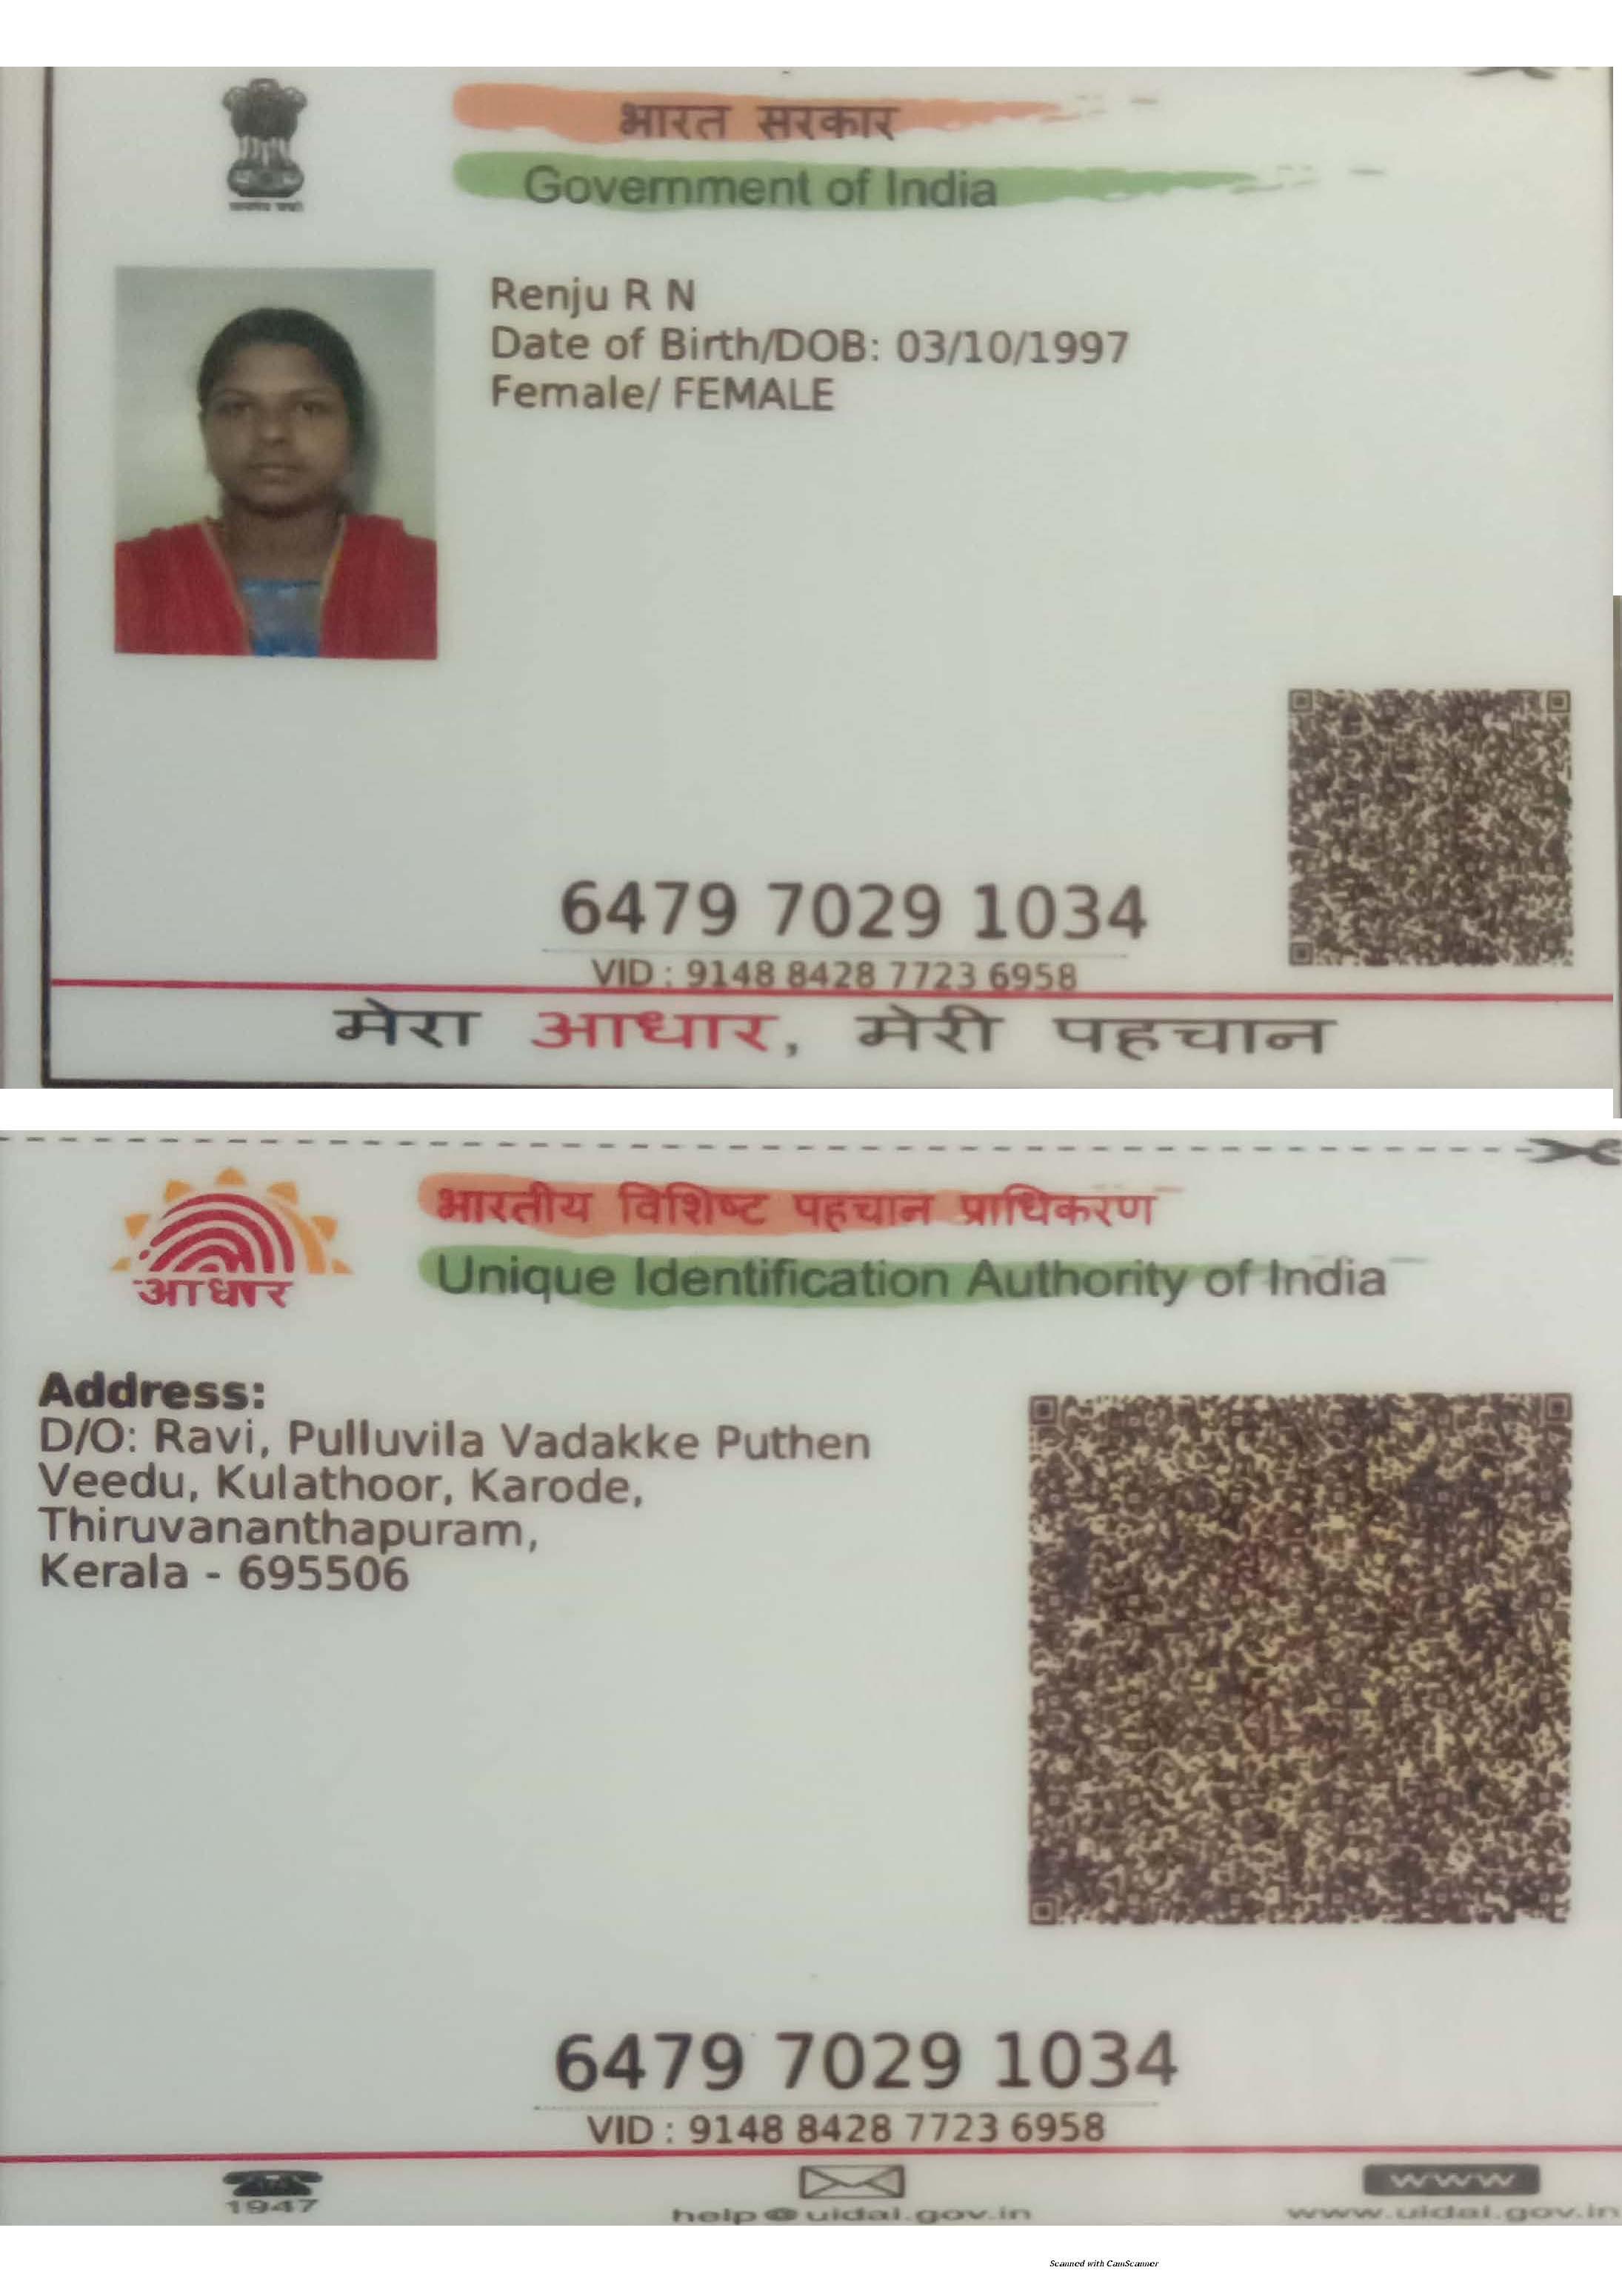 भारत सरकार
Government of India
Renju R N
Date of Birth/DOB: 03/10/1997
Female/ FEMALE
6479 7029 1034
VID : 9148 8428 7723 6958
मेरा आधार, मेरी पहचान
भारतीय विशिष्ट पहचान प्राधिकरण
Unique Identification Authority of India
आधार
Address:
D/O: Ravi, Pulluvila Vadakke Puthen
Veedu, Kulathoor, Karode,
Thiruvananthapuram,
Kerala - 695506
6479 7029 1034
VID : 9148 8428 7723 6958
1947
help@uidai.gov.in
www
www.uidai.gov.in
Scanned with CamScanner